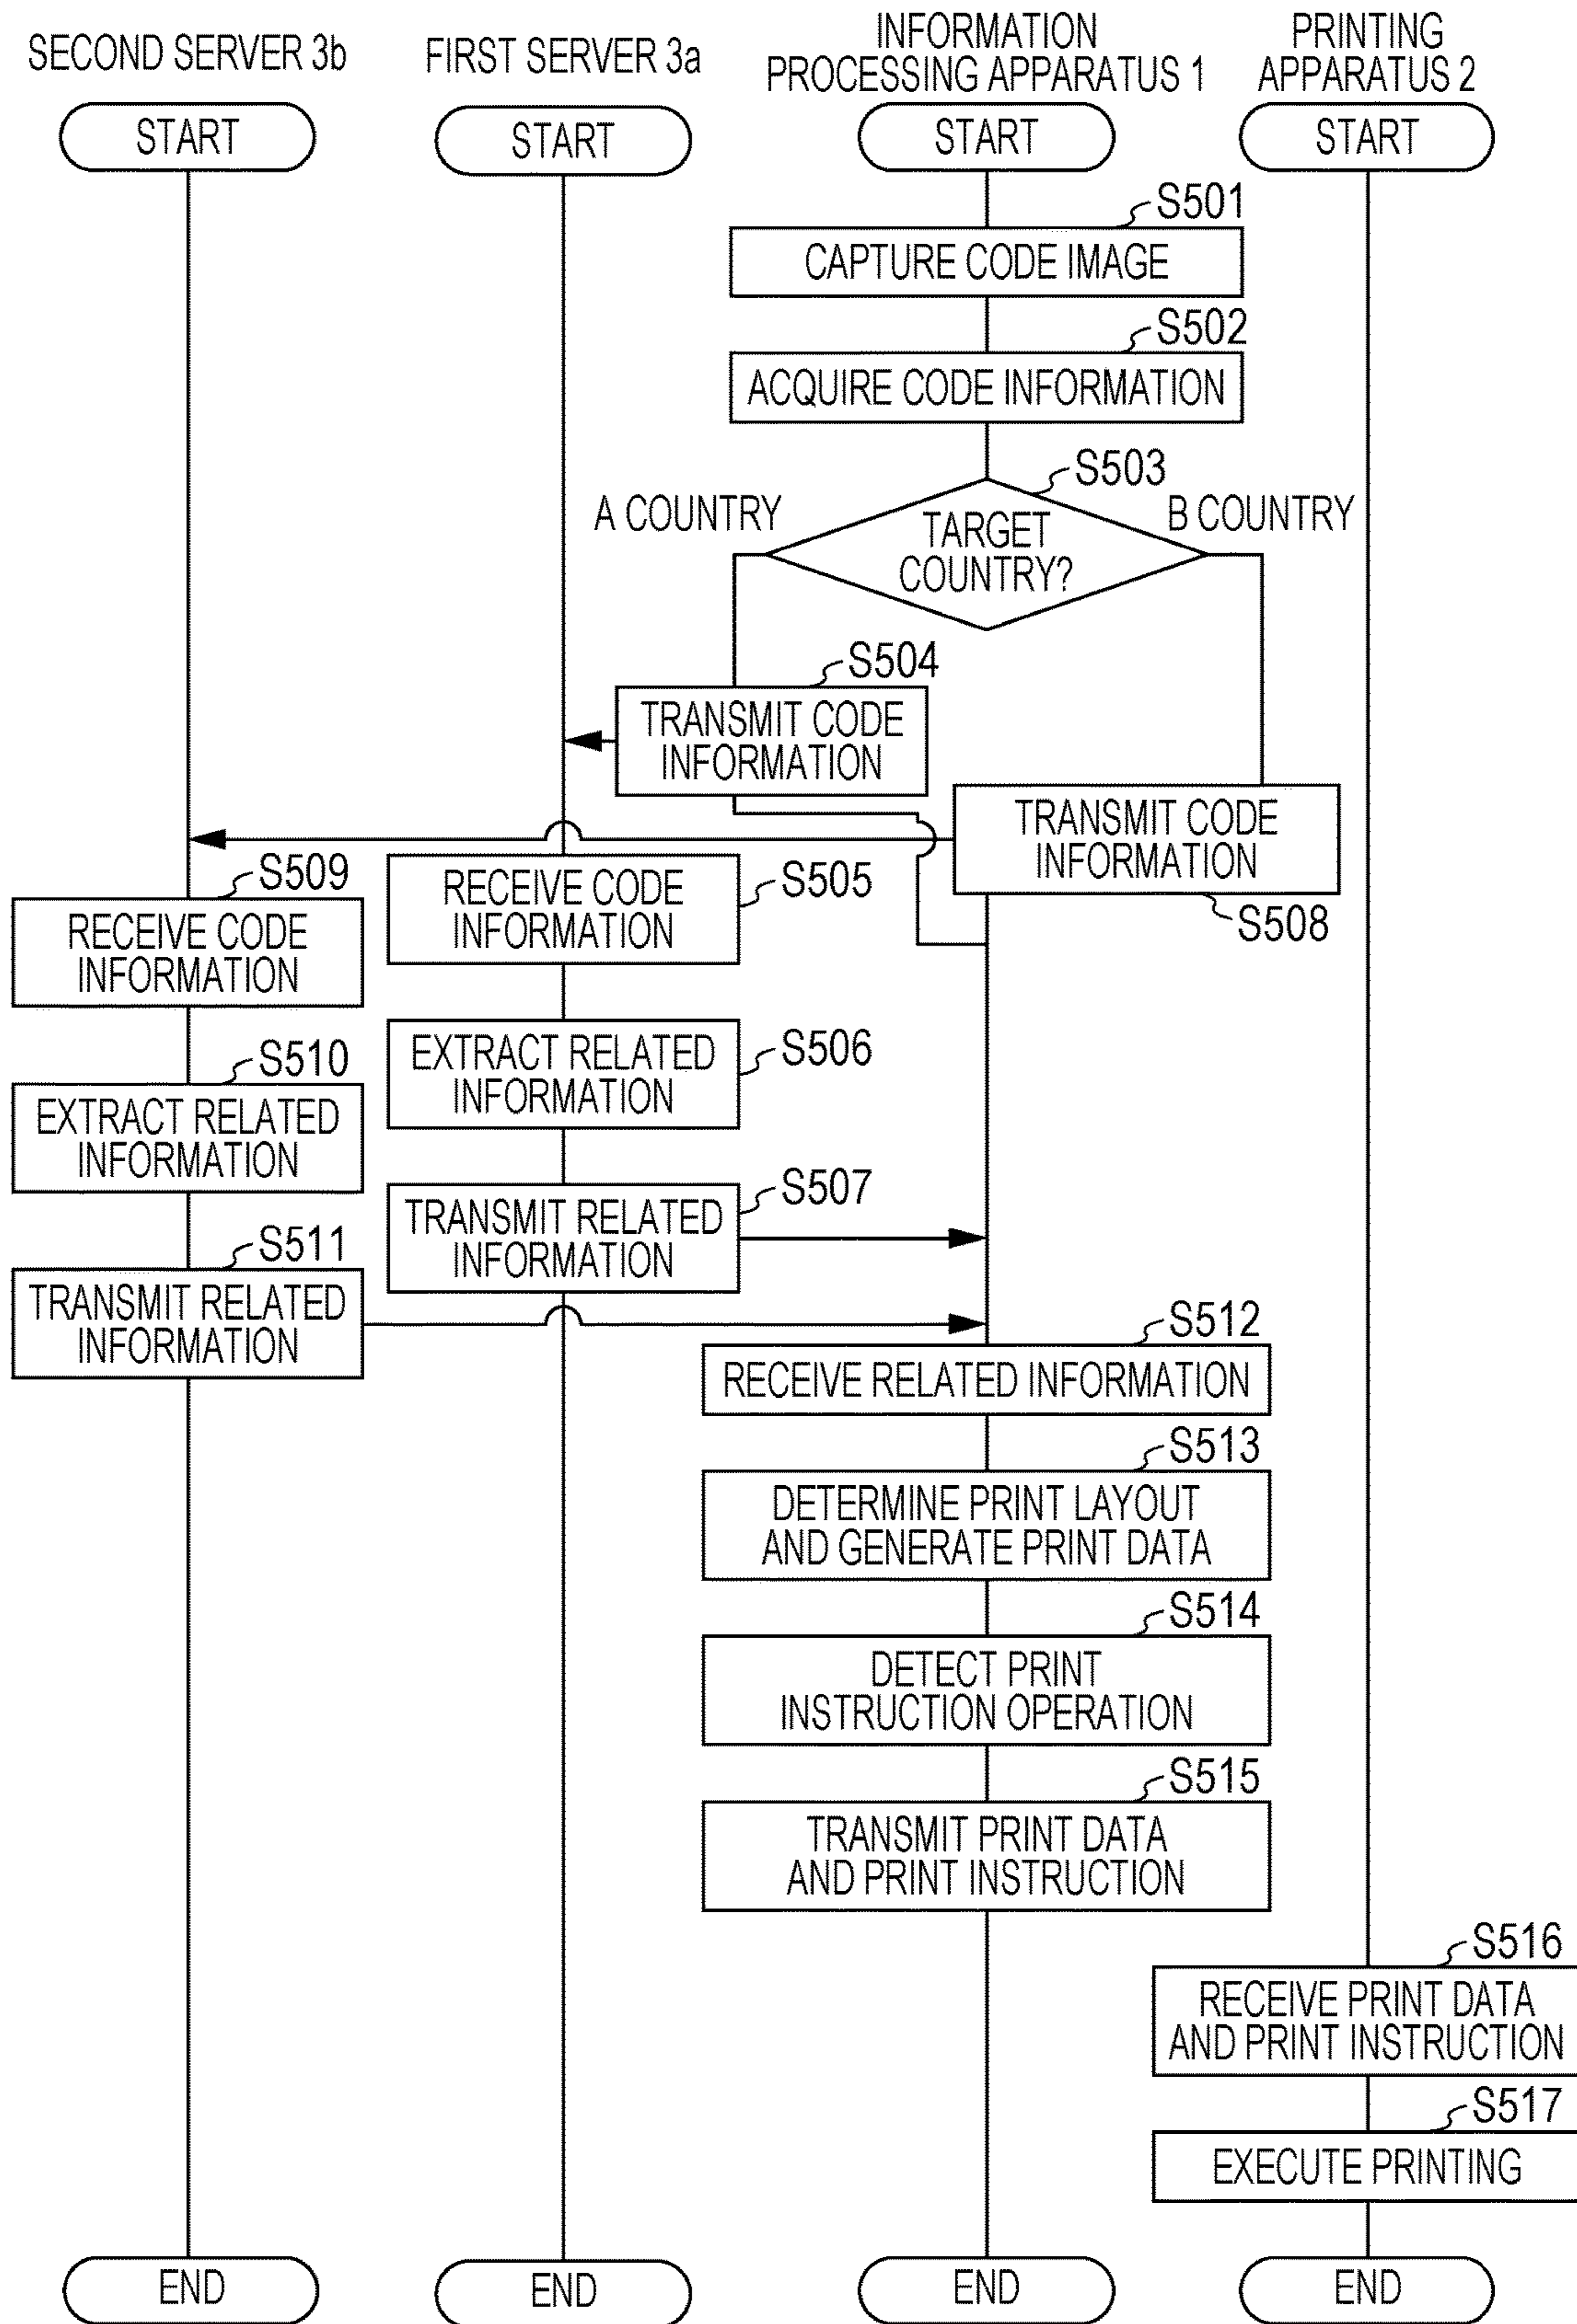 SECOND SERVER 3b
FIRST SERVER 3a
INFORMATION
PROCESSING APPARATUS 1
PRINTING
APPARATUS 2
START
START
START
START
S501
CAPTURE CODE IMAGE
S502
ACQUIRE CODE INFORMATION
S503
A COUNTRY
TARGET
COUNTRY?
B COUNTRY
S504
TRANSMIT CODE
INFORMATION
TRANSMIT CODE
INFORMATION
S508
S509
RECEIVE CODE
INFORMATION
RECEIVE CODE
INFORMATION
S505
S510
EXTRACT RELATED
INFORMATION
EXTRACT RELATED
INFORMATION
S506
S511
TRANSMIT RELATED
INFORMATION
TRANSMIT RELATED
INFORMATION
S507
S512
RECEIVE RELATED INFORMATION
S513
DETERMINE PRINT LAYOUT
AND GENERATE PRINT DATA
S514
DETECT PRINT
INSTRUCTION OPERATION
S515
TRANSMIT PRINT DATA
AND PRINT INSTRUCTION
S516
RECEIVE PRINT DATA
AND PRINT INSTRUCTION
S517
EXECUTE PRINTING
END
END
END
END